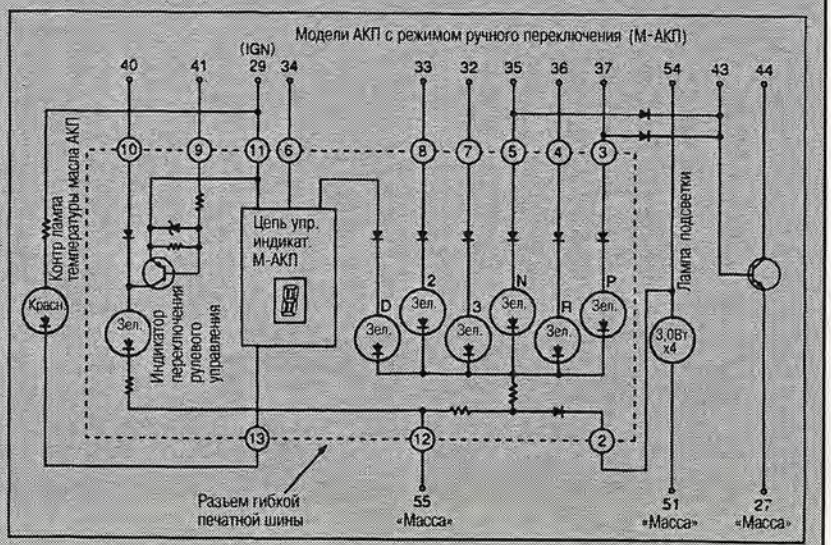 Модели АКП с режимом ручного переключения (М-АКП)
(IGN)
40 41 29 34 33 32 35 36 37 54 43 44
10 9 11 6 8 7 5 4 3
Контр лампа
температуры масла АКП
Цепь упр.
индикат.
М-АКП
8
Лампа подсветки
Красн.
Зел.
Индикатор
переключения
рулевого
управления
D
Зел.
2
Зел.
3
Зел.
N
Зел.
R
Зел.
P
Зел.
3,0Вт
x4
13 12 2
Разъем гибкой
печатной шины
55
«Масса»
51
«Масса»
27
«Масса»